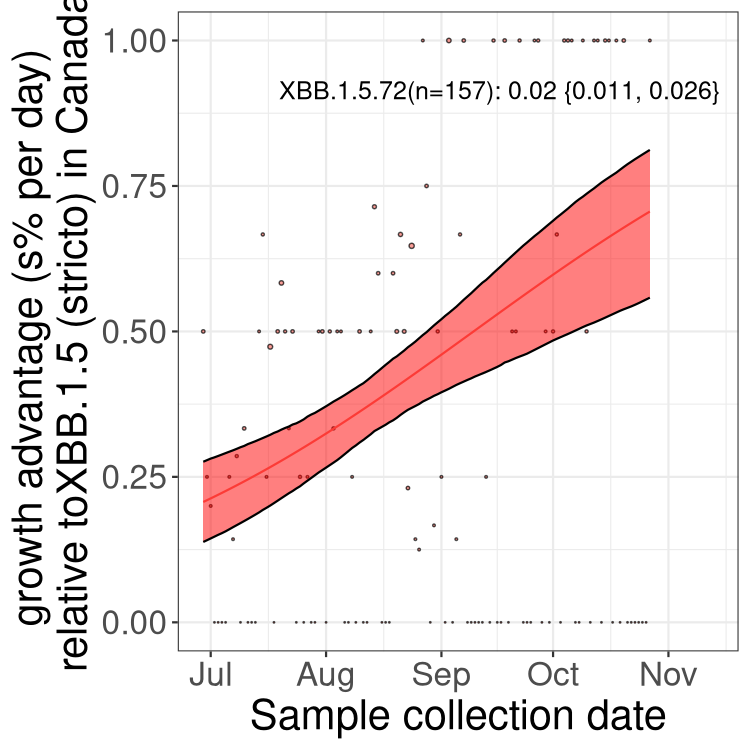 growth advantage (s% per day)
relative toXBB.1.5 (stricto) in Canada
1.00
0.75
0.50
0.25
0.00
XBB.1.5.72(n=157): 0.02 {0.011, 0.026}
Jul Aug Sep Oct Nov
Sample collection date